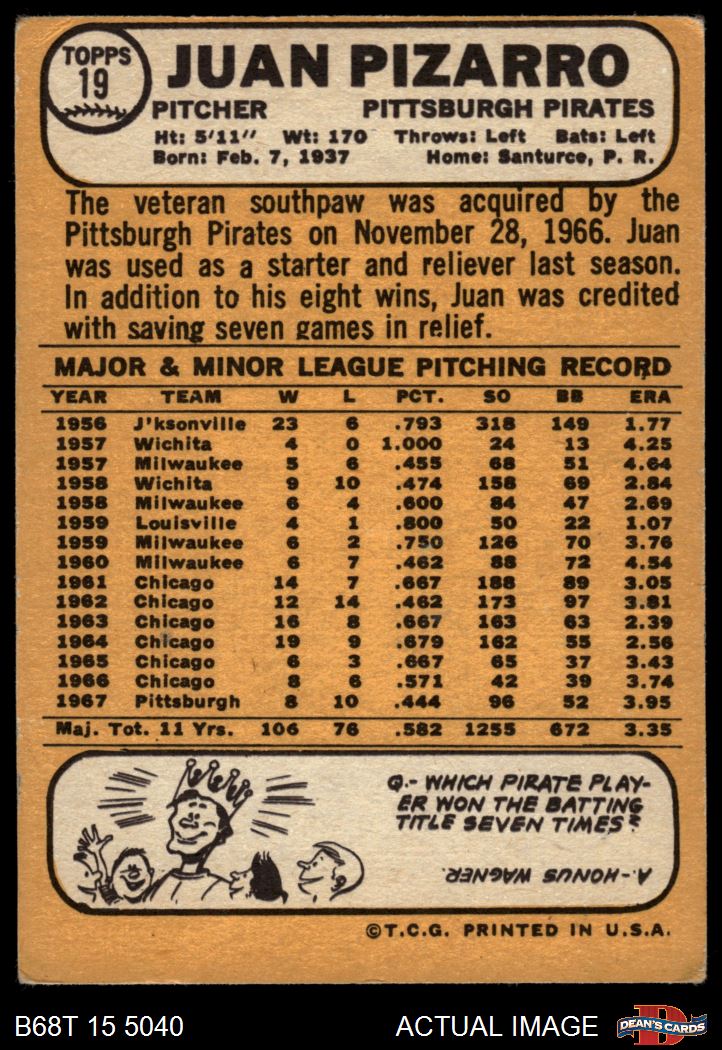 TOPPS
19
JUAN PIZARRO
PITCHER PITTSBURGH PIRATES
Ht: 5'11" Wt: 170 Throws: Left Bats: Left
Born: Feb. 7, 1937 Home: Santurce, P. R.
The veteran southpaw was acquired by the
Pittsburgh Pirates on November 28, 1966. Juan
was used as a starter and reliever last season.
In addition to his eight wins, Juan was credited
with saving seven games in relief.
MAJOR & MINOR LEAGUE PITCHING RECORD
YEAR TEAM W L PCT. SO BB ERA
1956 J'ksonville 23 6 .793 318 149 1.77
1957 Wichita 4 0 1.000 24 13 4.25
1957 Milwaukee 5 6 .455 68 51 4.64
1958 Wichita 9 10 .474 158 69 2.84
1958 Milwaukee 6 4 .600 84 47 2.69
1959 Louisville 4 1 .800 50 22 1.07
1959 Milwaukee 6 2 .750 126 70 3.76
1960 Milwaukee 6 7 .462 88 72 4.54
1961 Chicago 14 7 .667 188 89 3.05
1962 Chicago 12 14 .462 173 97 3.81
1963 Chicago 16 8 .667 163 63 2.39
1964 Chicago 19 9 .679 162 55 2.56
1965 Chicago 6 3 .667 65 37 3.43
1966 Chicago 8 6 .571 42 39 3.74
1967 Pittsburgh 8 10 .444 96 52 3.95
Maj. Tot. 11 Yrs. 106 76 .582 1255 672 3.35
Q.- WHICH PIRATE PLAY-
ER WON THE BATTING
TITLE SEVEN TIMES?
A.-HONUS WAGNER.
©T.C.G. PRINTED IN U.S.A.
B68T 15 5040 ACTUAL IMAGE
D
DEAN'S CARDS